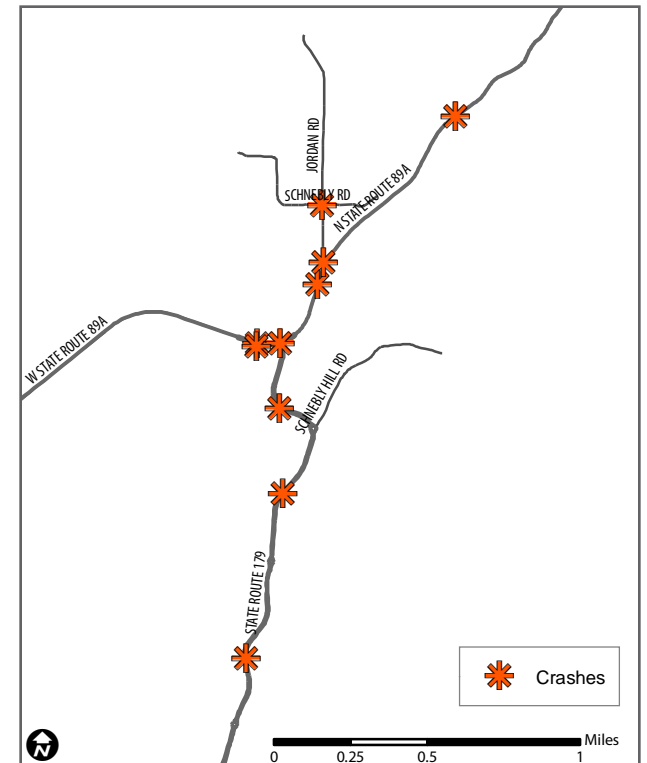 JORDAN RD
SCHNEBLY RD
N STATE ROUTE 89A
W STATE ROUTE 89A
SCHNEBLY HILL RD
STATE ROUTE 179
Crashes
N
Miles
0 0.25 0.5 1